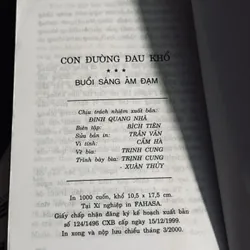 CON ĐƯỜNG ĐAU KHỔ
★★★
BUỔI SÁNG ẢM ĐẠM
Chịu trách nhiệm xuất bản:
ĐINH QUANG NHÃ
Biên tập: BÍCH TIÊN
Sửa bản in: TRẦN VĂN
Vi tính: CẨM HÀ
Vẽ bìa: TRỊNH CUNG
Trình bày bìa: TRỊNH CUNG
- XUÂN THỦY
In 1000 cuốn, khổ 10,5 x 17,5 cm.
Tại Xí nghiệp in FAHASA.
Giấy chấp nhận đăng ký kế hoạch xuất bản
số 124/1496 CXB cấp ngày 15/12/1999.
In xong và nộp lưu chiểu tháng 3/2000.